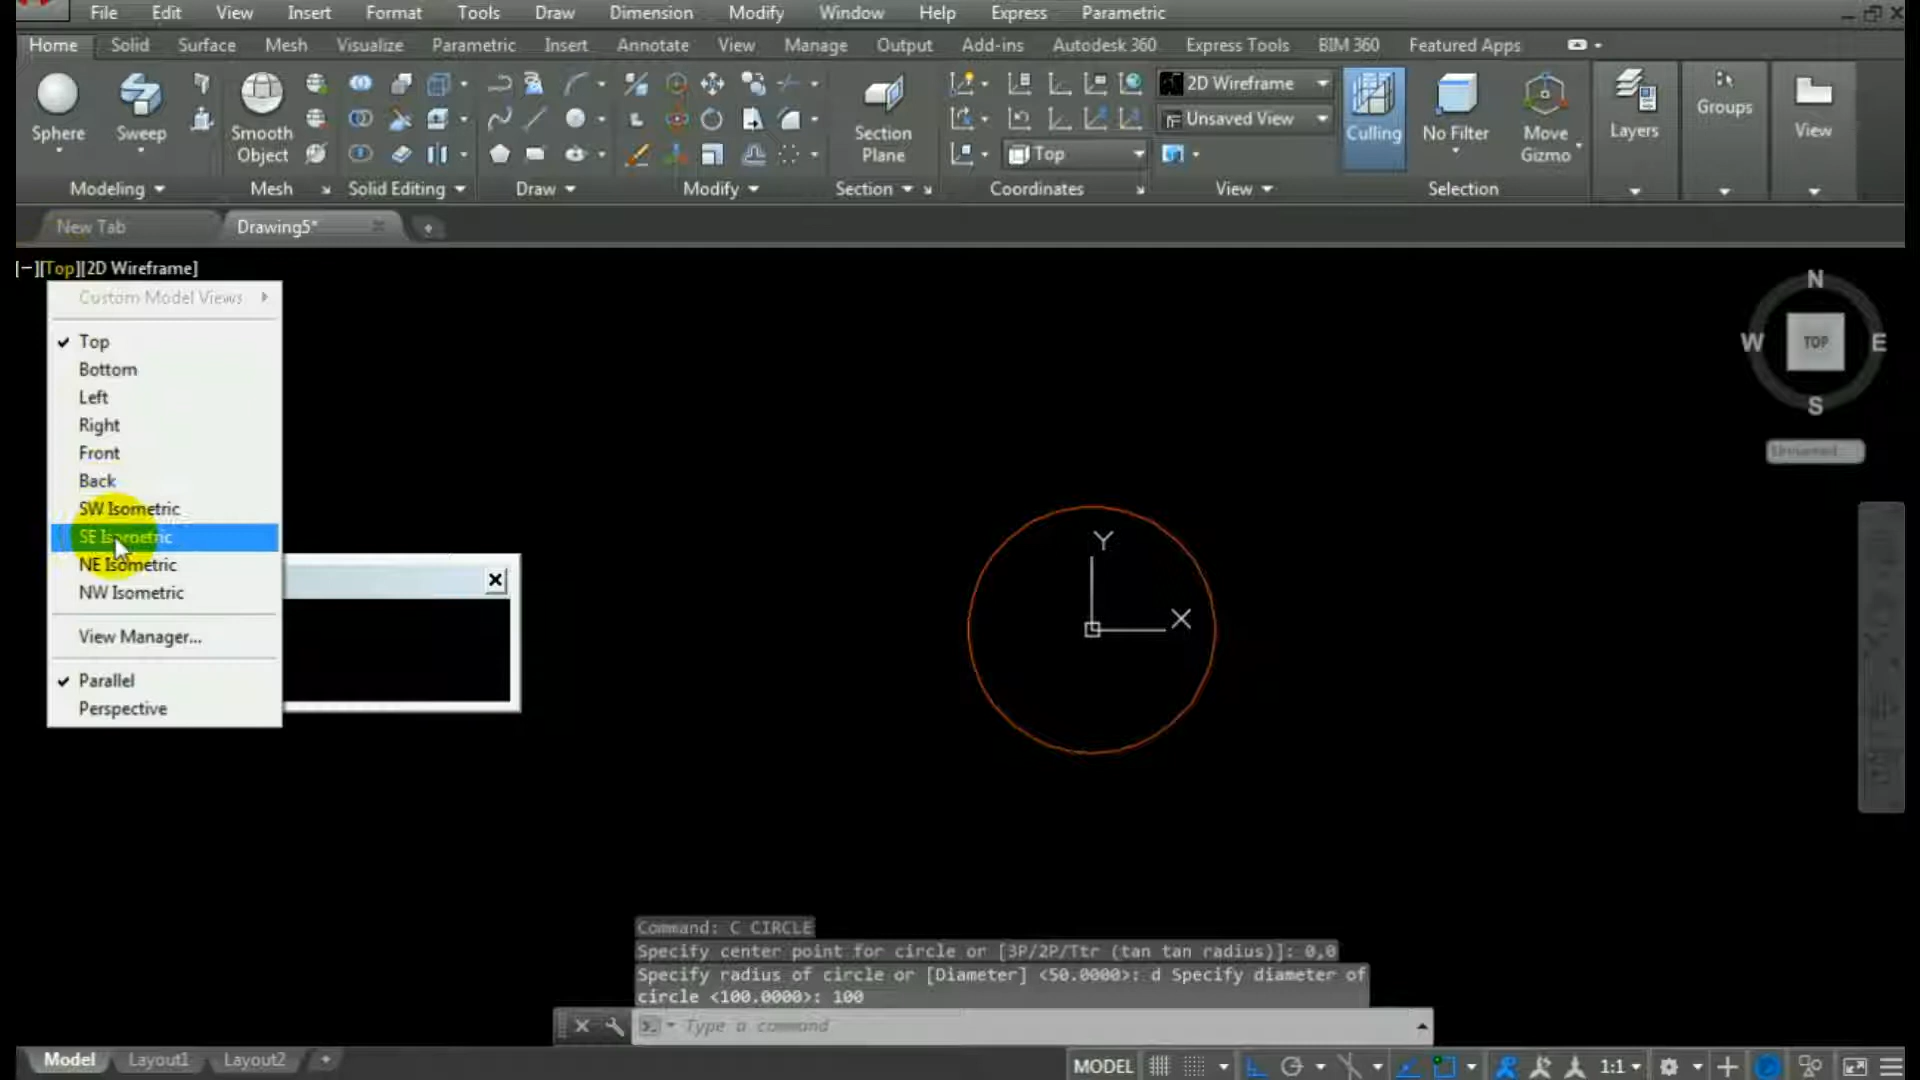 File Edit View Insert Format Tools Draw Dimension Modify Window Help Express Parametric
Home Solid Surface Mesh Visualize Parametric Insert Annotate View Manage Output Add-ins Autodesk 360 Express Tools BIM 360 Featured Apps
2D Wireframe
Unsaved View
Top
Sphere Sweep Smooth Object Section Plane Culling No Filter Move Gizmo Layers Groups View
Modeling Mesh Solid Editing Draw Modify Section Coordinates View Selection
New Tab Drawing5*
[−][Top][2D Wireframe]
Custom Model Views
Top
Bottom
Left
Right
Front
Back
SW Isometric
SE Isometric
NE Isometric
NW Isometric
View Manager...
Parallel
Perspective
N
W TOP E
S
Unnamed
Y
X
Command: C CIRCLE
Specify center point for circle or [3P/2P/Ttr (tan tan radius)]: 0,0
Specify radius of circle or [Diameter] <50.0000>: d Specify diameter of
circle <100.0000>: 100
Type a command
Model Layout1 Layout2 +
MODEL 1:1